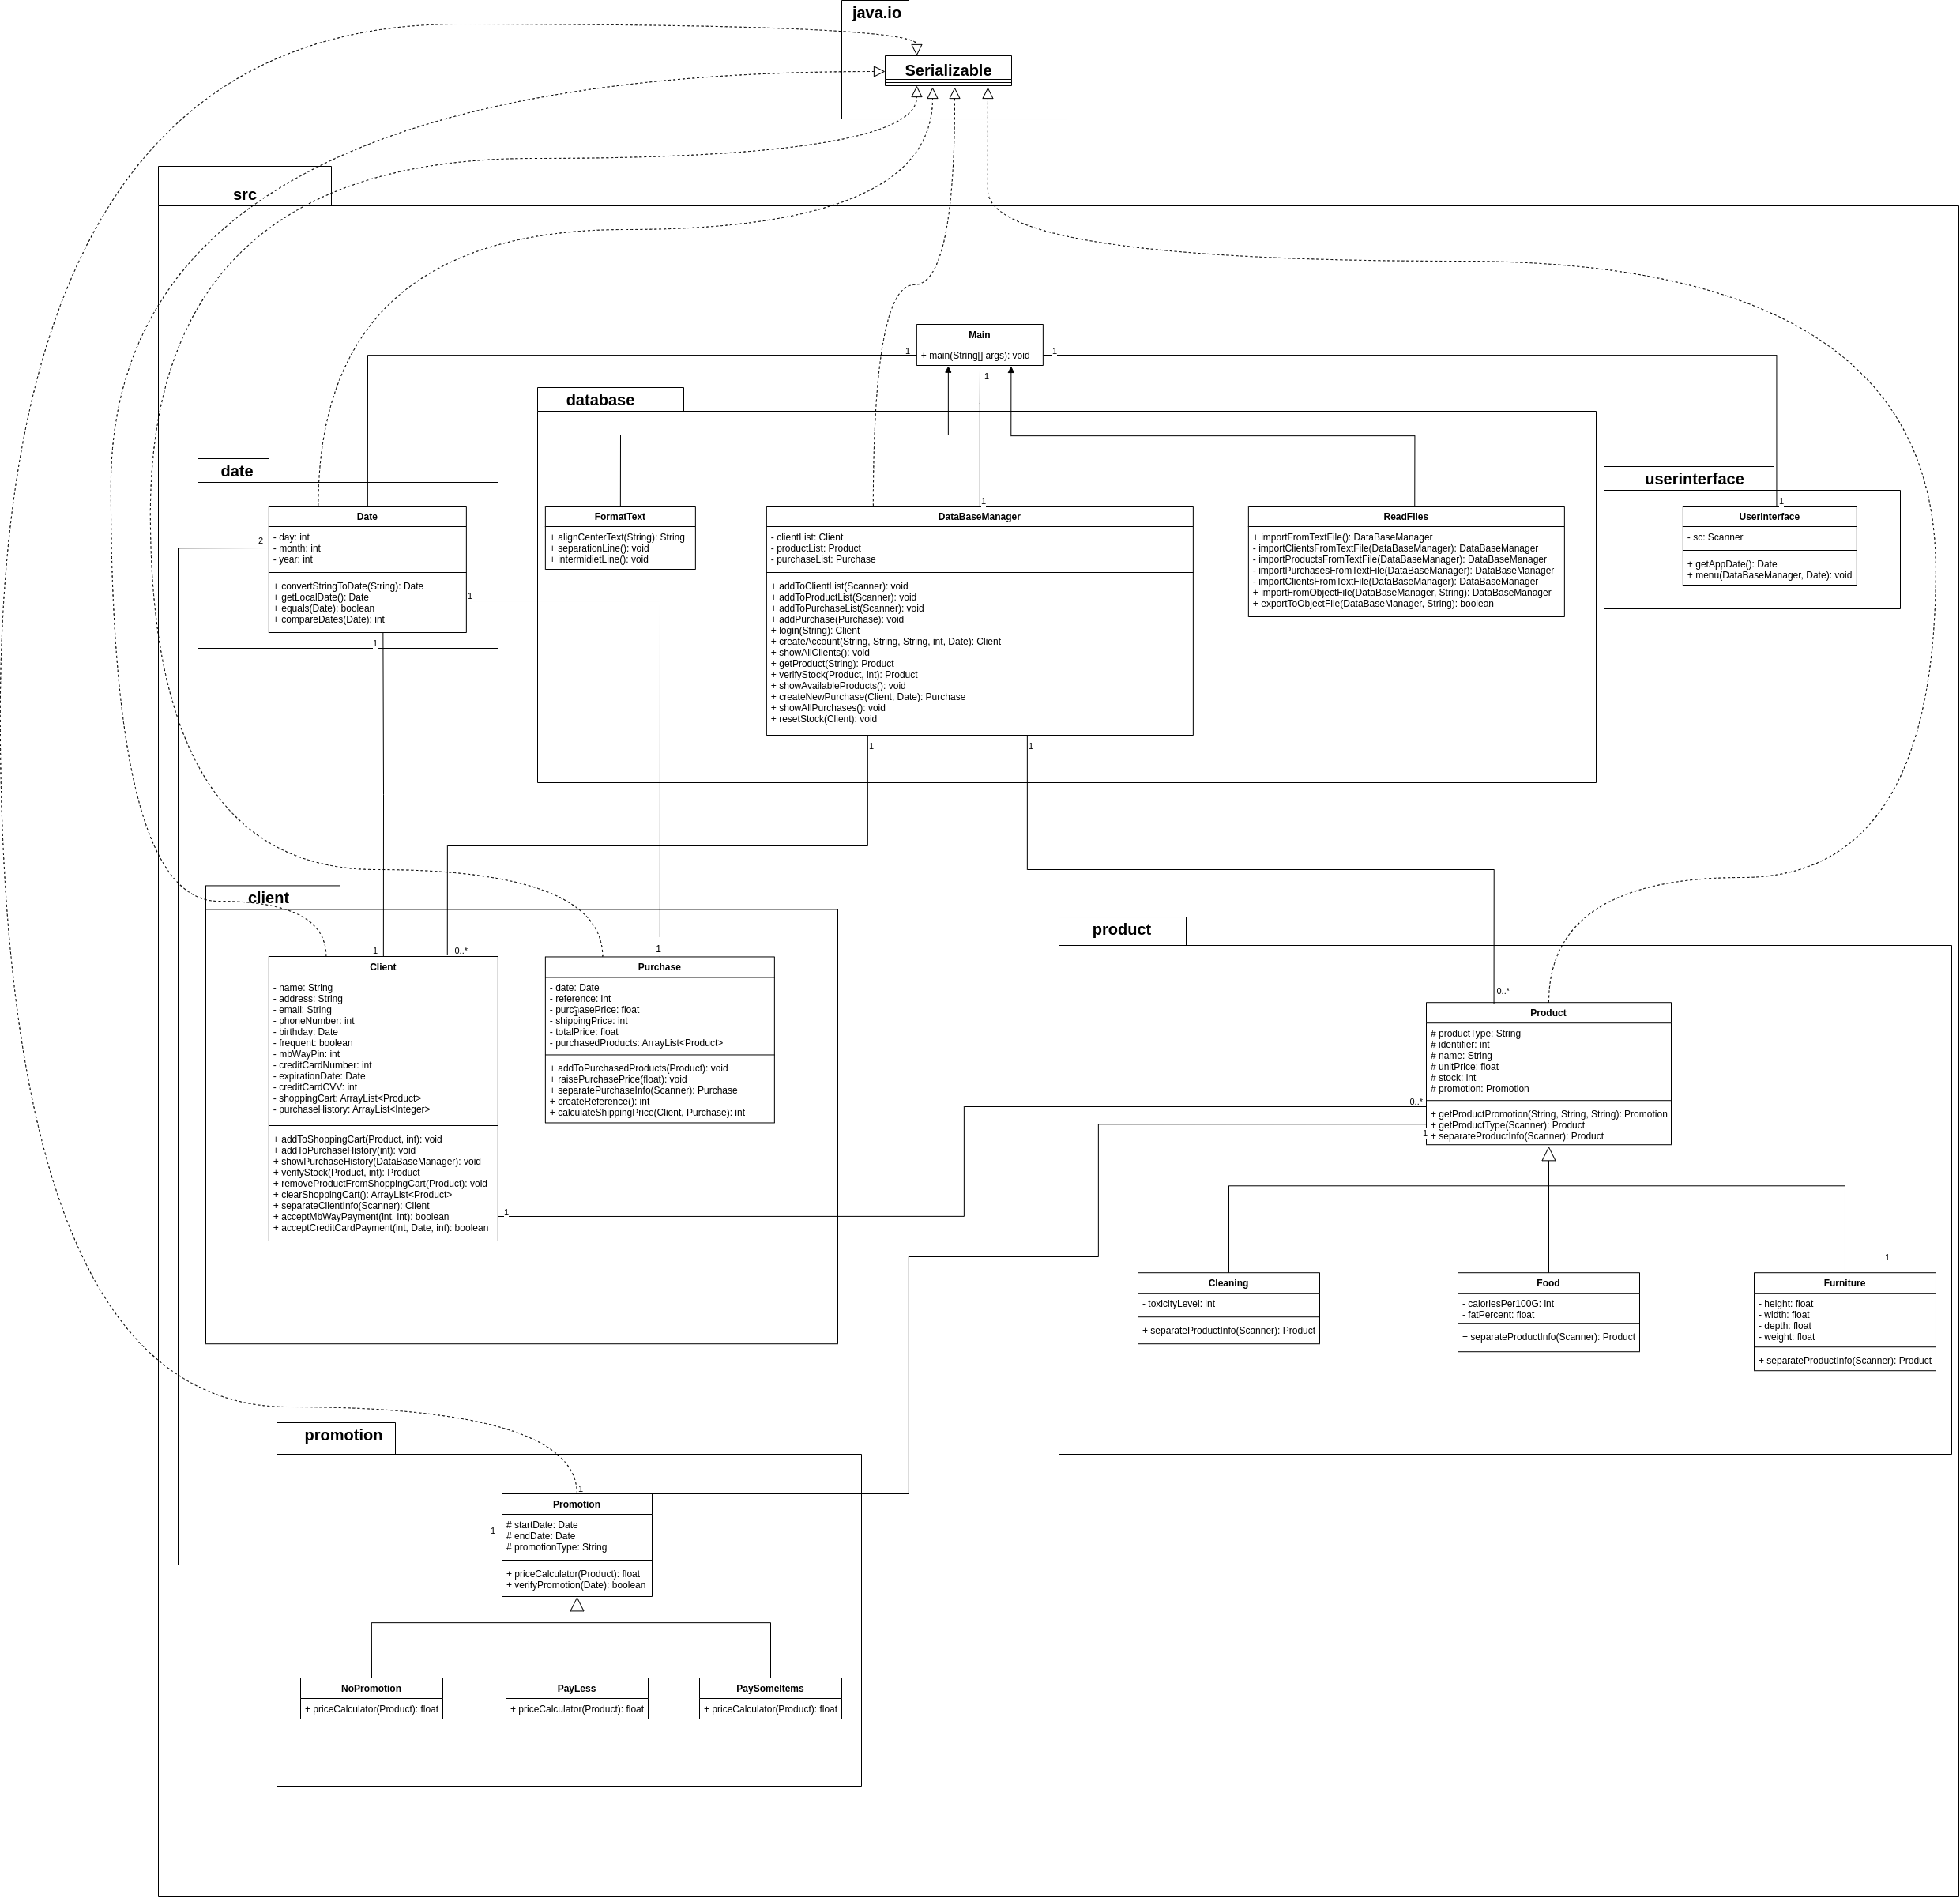 java.io
Serializable
src
Main
+ main(String[] args): void
1
1
1
database
date
userinterface
Date
- day: int
- month: int
- year: int
+ convertStringToDate(String): Date
+ getLocalDate(): Date
+ equals(Date): boolean
+ compareDates(Date): int
2
1
1
FormatText
+ alignCenterText(String): String
+ separationLine(): void
+ intermidietLine(): void
1
DataBaseManager
- clientList: Client
- productList: Product
- purchaseList: Purchase
+ addToClientList(Scanner): void
+ addToProductList(Scanner): void
+ addToPurchaseList(Scanner): void
+ addPurchase(Purchase): void
+ login(String): Client
+ createAccount(String, String, String, int, Date): Client
+ showAllClients(): void
+ getProduct(String): Product
+ verifyStock(Product, int): Product
+ showAvailableProducts(): void
+ createNewPurchase(Client, Date): Purchase
+ showAllPurchases(): void
+ resetStock(Client): void
1
1
ReadFiles
+ importFromTextFile(): DataBaseManager
- importClientsFromTextFile(DataBaseManager): DataBaseManager
- importProductsFromTextFile(DataBaseManager): DataBaseManager
- importPurchasesFromTextFile(DataBaseManager): DataBaseManager
- importClientsFromTextFile(DataBaseManager): DataBaseManager
+ importFromObjectFile(DataBaseManager, String): DataBaseManager
+ exportToObjectFile(DataBaseManager, String): boolean
1
UserInterface
- sc: Scanner
+ getAppDate(): Date
+ menu(DataBaseManager, Date): void
client
1
0..*
1
Client
- name: String
- address: String
- email: String
- phoneNumber: int
- birthday: Date
- frequent: boolean
- mbWayPin: int
- creditCardNumber: int
- expirationDate: Date
- creditCardCVV: int
- shoppingCart: ArrayList<Product>
- purchaseHistory: ArrayList<Integer>
+ addToShoppingCart(Product, int): void
+ addToPurchaseHistory(int): void
+ showPurchaseHistory(DataBaseManager): void
+ verifyStock(Product, int): Product
+ removeProductFromShoppingCart(Product): void
+ clearShoppingCart(): ArrayList<Product>
+ separateClientInfo(Scanner): Client
+ acceptMbWayPayment(int, int): boolean
+ acceptCreditCardPayment(int, Date, int): boolean
1
Purchase
- date: Date
- reference: int
- purchasePrice: float
1
- shippingPrice: int
- totalPrice: float
- purchasedProducts: ArrayList<Product>
+ addToPurchasedProducts(Product): void
+ raisePurchasePrice(float): void
+ separatePurchaseInfo(Scanner): Purchase
+ createReference(): int
+ calculateShippingPrice(Client, Purchase): int
product
0..*
Product
# productType: String
# identifier: int
# name: String
# unitPrice: float
# stock: int
# promotion: Promotion
0..*
+ getProductPromotion(String, String, String): Promotion
+ getProductType(Scanner): Product
1
+ separateProductInfo(Scanner): Product
1
Cleaning
- toxicityLevel: int
+ separateProductInfo(Scanner): Product
Food
- caloriesPer100G: int
- fatPercent: float
+ separateProductInfo(Scanner): Product
Furniture
- height: float
- width: float
- depth: float
- weight: float
+ separateProductInfo(Scanner): Product
promotion
1
Promotion
1
# startDate: Date
# endDate: Date
# promotionType: String
+ priceCalculator(Product): float
+ verifyPromotion(Date): boolean
NoPromotion
+ priceCalculator(Product): float
PayLess
+ priceCalculator(Product): float
PaySomeItems
+ priceCalculator(Product): float